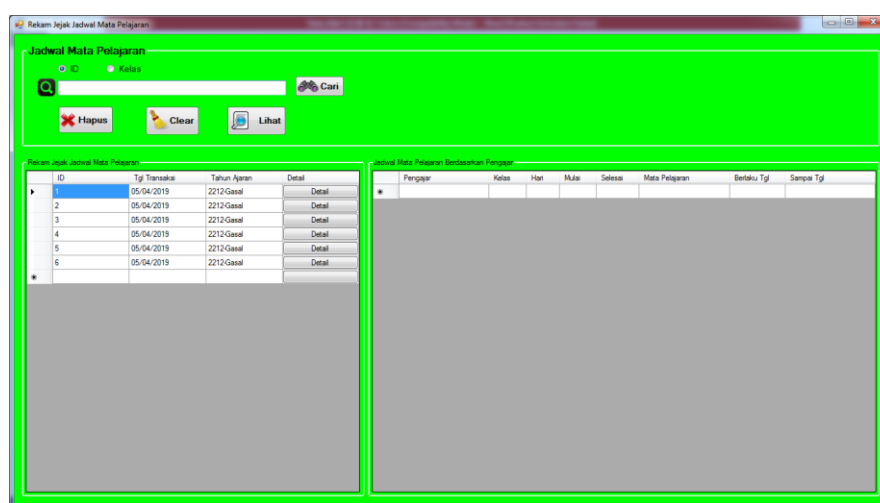 Rekam Jejak Jadwal Mata Pelajaran
Jadwal Mata Pelajaran
ID Kelas
Cari
Hapus Clear Lihat
Rekam Jejak Jadwal Mata Pelajaran
ID Tgl Transaksi Tahun Ajaran Detail
1 05/04/2019 2212-Gasal Detail
2 05/04/2019 2212-Gasal Detail
3 05/04/2019 2212-Gasal Detail
4 05/04/2019 2212-Gasal Detail
5 05/04/2019 2212-Gasal Detail
6 05/04/2019 2212-Gasal Detail
Jadwal Mata Pelajaran Berdasarkan Pengajar
Pengajar Kelas Hari Mulai Selesai Mata Pelajaran Berlaku Tgl Sampai Tgl